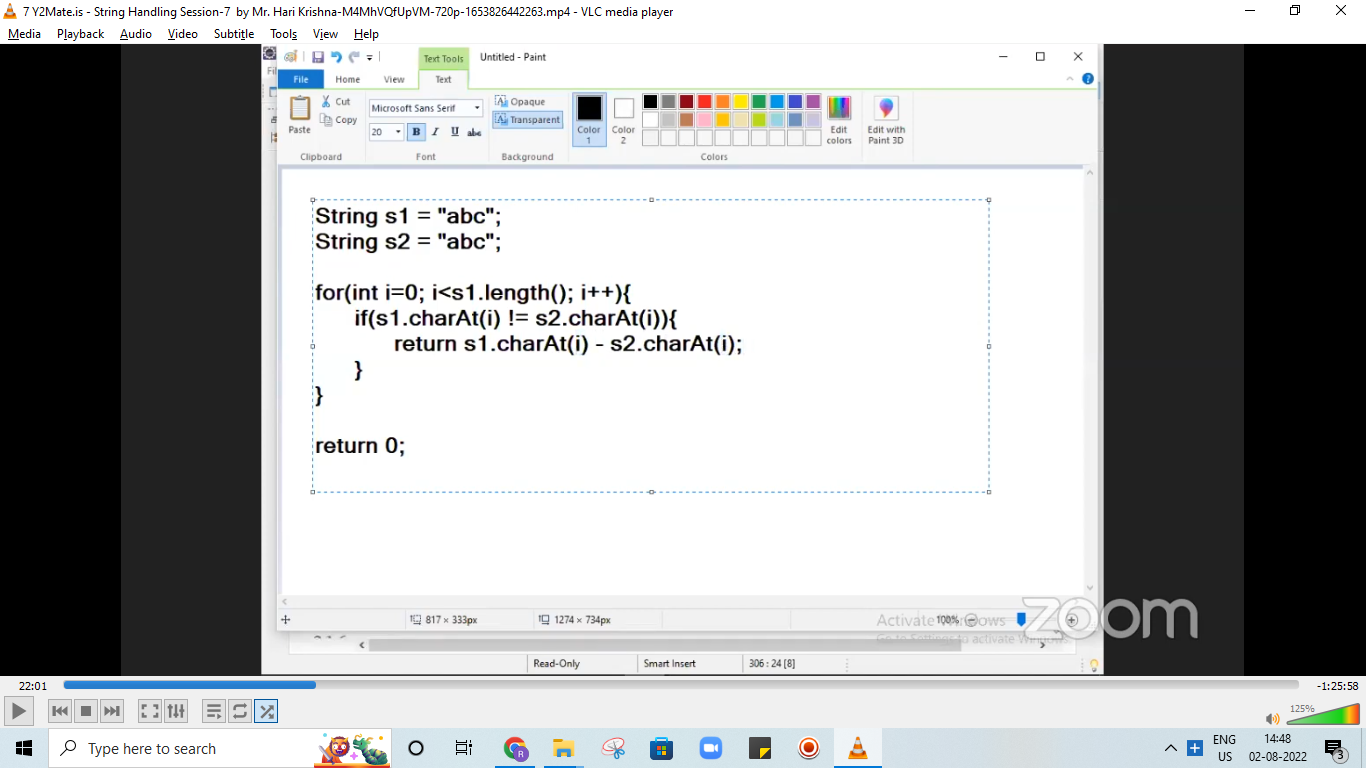 7 Y2Mate.is - String Handling Session-7 by Mr. Hari Krishna-M4MhVQfUpVM-720p-1653826442263.mp4 - VLC media player
Media Playback Audio Video Subtitle Tools View Help
Text Tools Untitled - Paint
File Home View Text
Paste Cut Copy
Microsoft Sans Serif
20 B I U abc
Opaque
Transparent
Color 1
Color 2
Edit colors
Edit with Paint 3D
Clipboard Font Background Colors
String s1 = "abc";
String s2 = "abc";
for(int i=0; i<s1.length(); i++){
if(s1.charAt(i) != s2.charAt(i)){
return s1.charAt(i) - s2.charAt(i);
}
}
return 0;
817 × 333px 1274 × 734px 100%
Activate Windows
Go to Settings to activate Windows.
zoom
Read-Only Smart Insert 306 : 24 [8]
22:01 -1:25:58
125%
Type here to search
ENG
US
14:48
02-08-2022
3